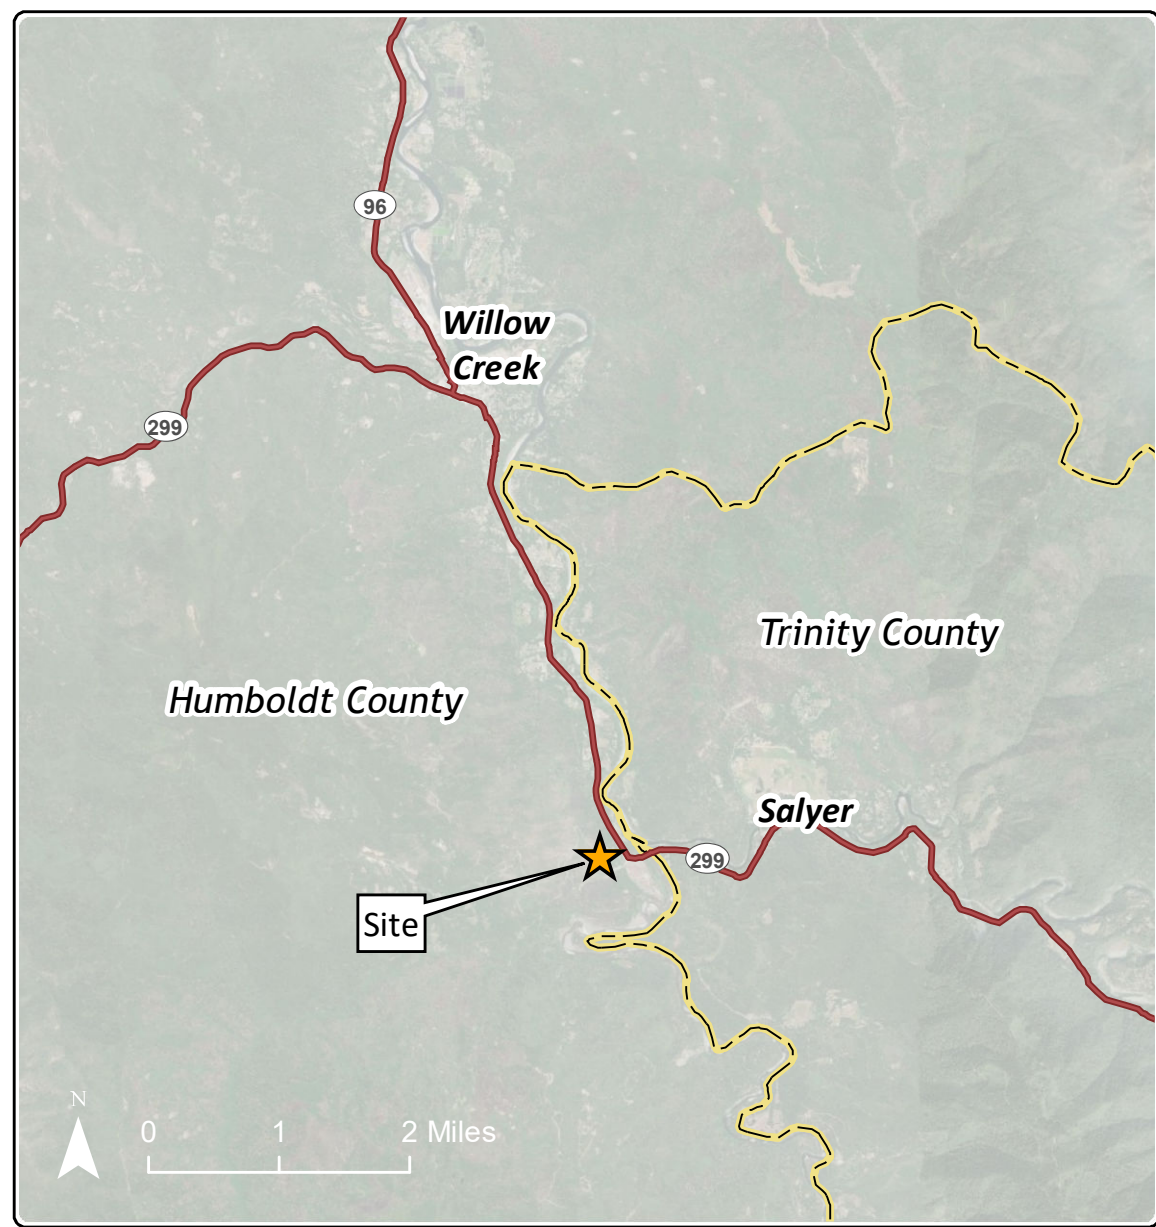 96
Willow
Creek
299
Trinity County
Humboldt County
Salyer
299
Site
N
0 1 2 Miles